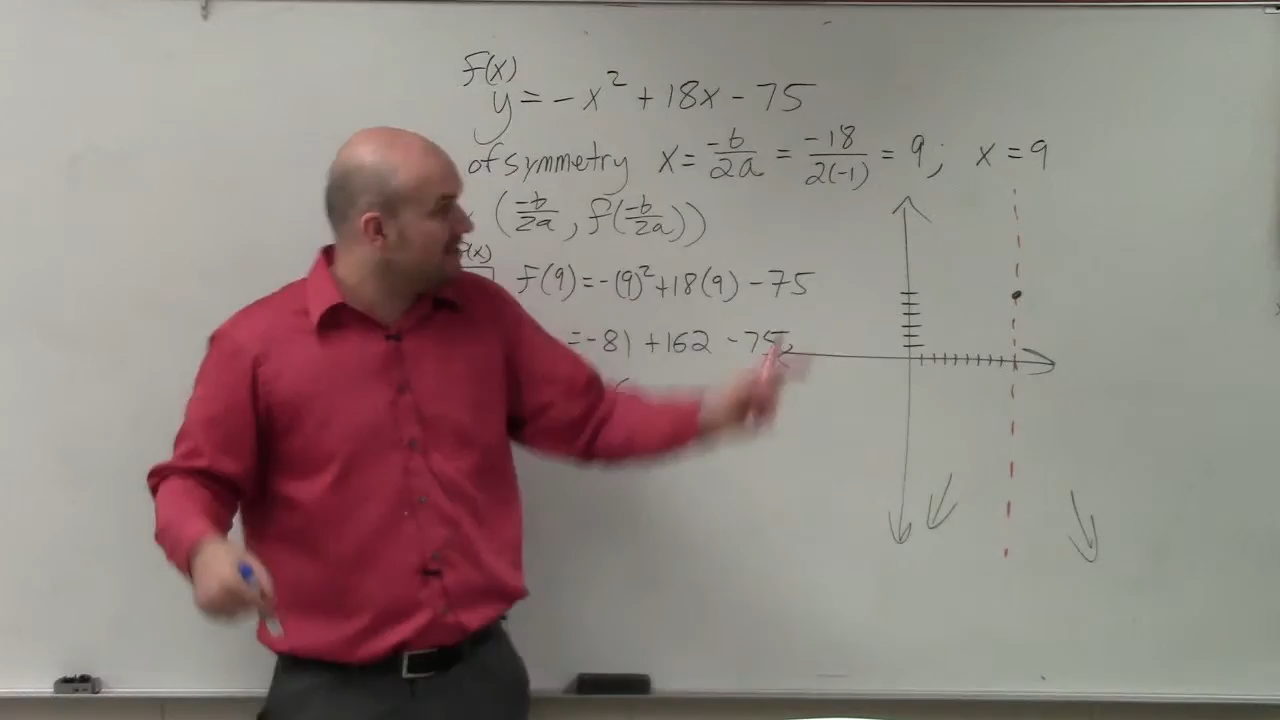 f(x)
y = -x² + 18x - 75
of symmetry x = -b/2a = -18/2(-1) = 9; x = 9
(-b/2a, f(-b/2a))
f(x)
f(9) = -(9)² + 18(9) - 75
= -81 + 162 - 75